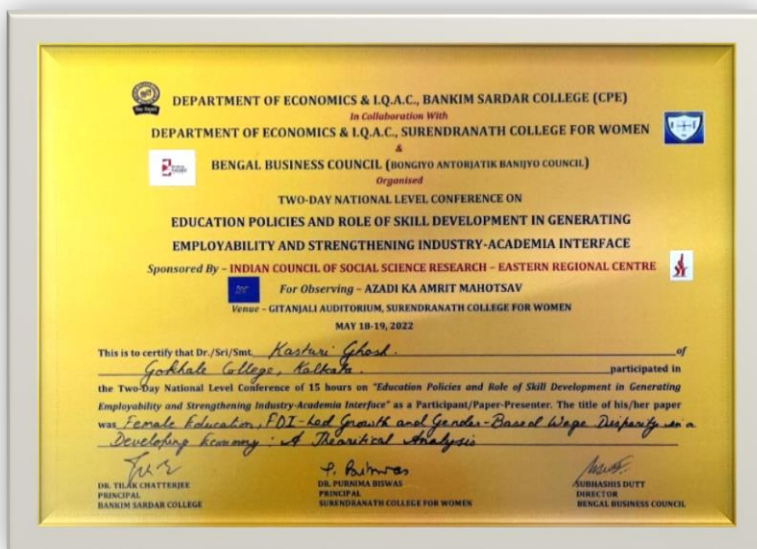 DEPARTMENT OF ECONOMICS & I.Q.A.C., BANKIM SARDAR COLLEGE (CPE)
In Collaboration With
DEPARTMENT OF ECONOMICS & I.Q.A.C., SURENDRANATH COLLEGE FOR WOMEN
&
BENGAL BUSINESS COUNCIL (BONGIYO ANTORJATIK BANIJYO COUNCIL)
Organised
TWO-DAY NATIONAL LEVEL CONFERENCE ON
EDUCATION POLICIES AND ROLE OF SKILL DEVELOPMENT IN GENERATING
EMPLOYABILITY AND STRENGTHENING INDUSTRY-ACADEMIA INTERFACE
Sponsored By – INDIAN COUNCIL OF SOCIAL SCIENCE RESEARCH – EASTERN REGIONAL CENTRE
For Observing – AZADI KA AMRIT MAHOTSAV
Venue – GITANJALI AUDITORIUM, SURENDRANATH COLLEGE FOR WOMEN
MAY 18-19, 2022
This is to certify that Dr./Sri/Smt. Kasturi Ghosh. of
Gokhale College, Kolkata. participated in
the Two-Day National Level Conference of 15 hours on "Education Policies and Role of Skill Development in Generating
Employability and Strengthening Industry-Academia Interface" as a Participant/Paper-Presenter. The title of his/her paper
was Female Education, FDI-Led Growth and Gender-Based Wage Disparity in a
Developing Economy: A Thearitical Analysis
P. Biswas
DR. TILAK CHATTERJEE DR. PURNIMA BISWAS SUBHASHIS DUTT
PRINCIPAL PRINCIPAL DIRECTOR
BANKIM SARDAR COLLEGE SURENDRANATH COLLEGE FOR WOMEN BENGAL BUSINESS COUNCIL